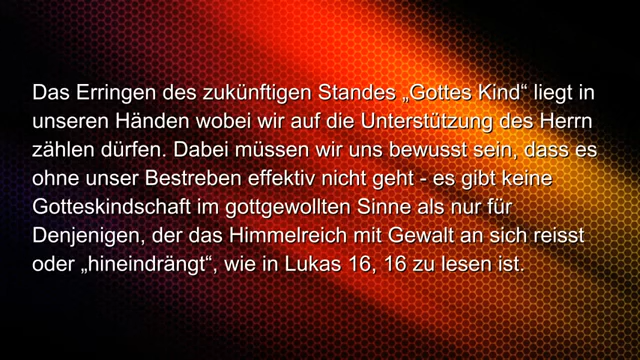 Das Erringen des zukünftigen Standes „Gottes Kind“ liegt in
unseren Händen wobei wir auf die Unterstützung des Herrn
zählen dürfen. Dabei müssen wir uns bewusst sein, dass es
ohne unser Bestreben effektiv nicht geht - es gibt keine
Gotteskindschaft im gottgewollten Sinne als nur für
Denjenigen, der das Himmelreich mit Gewalt an sich reisst
oder „hineindrängt“, wie in Lukas 16, 16 zu lesen ist.